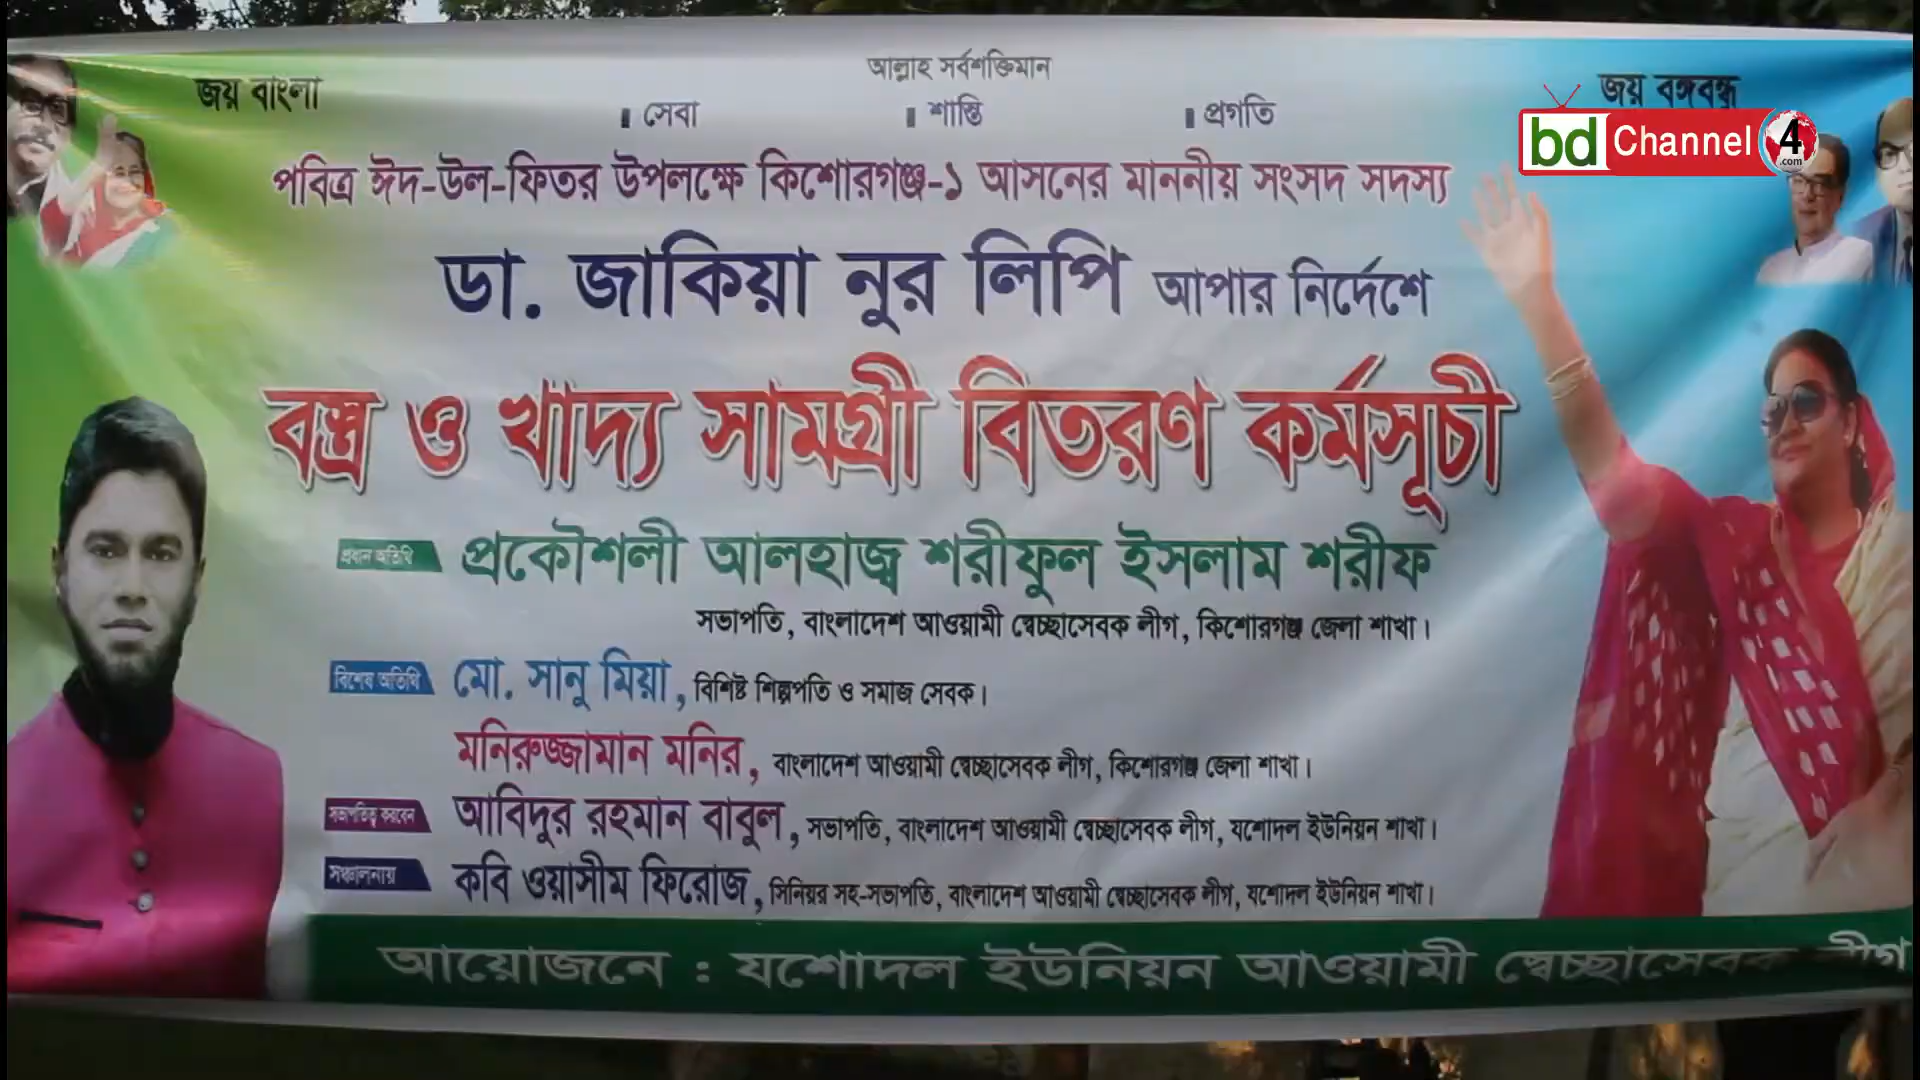 আল্লাহ সর্বশক্তিমান
জয় বাংলা
জয় বঙ্গবন্ধু
সেবা শান্তি প্রগতি
bd Channel 4 .com
পবিত্র ঈদ-উল-ফিতর উপলক্ষে কিশোরগঞ্জ-১ আসনের মাননীয় সংসদ সদস্য
ডা. জাকিয়া নুর লিপি আপার নির্দেশে
বস্ত্র ও খাদ্য সামগ্রী বিতরণ কর্মসূচী
প্রধান অতিথি প্রকৌশলী আলহাজ্ব শরীফুল ইসলাম শরীফ
সভাপতি, বাংলাদেশ আওয়ামী স্বেচ্ছাসেবক লীগ, কিশোরগঞ্জ জেলা শাখা।
বিশেষ অতিথি মো. সানু মিয়া, বিশিষ্ট শিল্পপতি ও সমাজ সেবক।
মনিরুজ্জামান মনির, বাংলাদেশ আওয়ামী স্বেচ্ছাসেবক লীগ, কিশোরগঞ্জ জেলা শাখা।
সভাপতিত্ব করবেন আবিদুর রহমান বাবুল, সভাপতি, বাংলাদেশ আওয়ামী স্বেচ্ছাসেবক লীগ, যশোদল ইউনিয়ন শাখা।
সঞ্চালনায় কবি ওয়াসীম ফিরোজ, সিনিয়র সহ-সভাপতি, বাংলাদেশ আওয়ামী স্বেচ্ছাসেবক লীগ, যশোদল ইউনিয়ন শাখা।
আয়োজনে : যশোদল ইউনিয়ন আওয়ামী স্বেচ্ছাসেবক লীগ